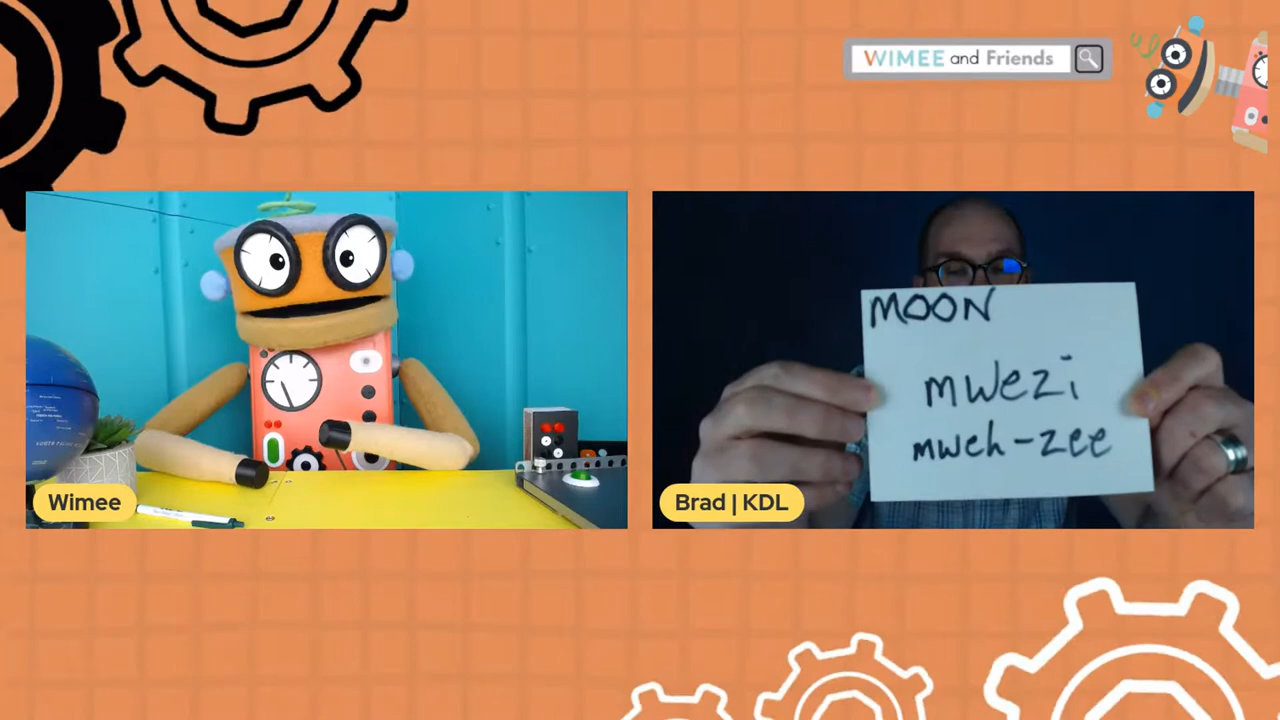 WIMEE and Friends
MOON
mwezi
mweh-zee
Wimee
Brad | KDL